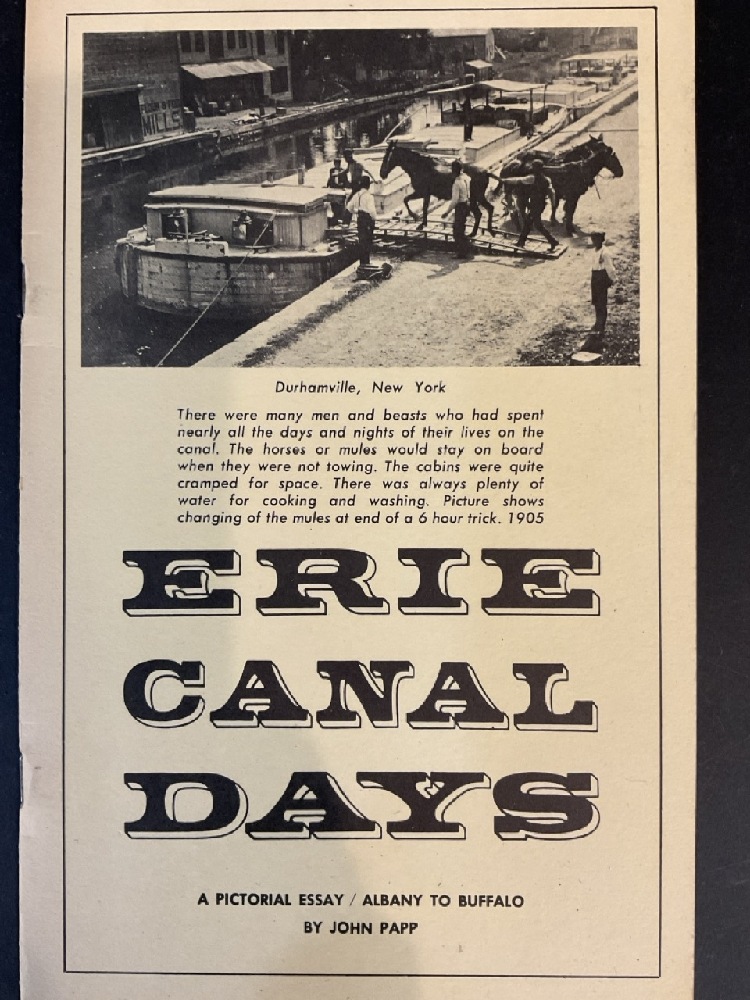 Durhamville, New York
There were many men and beasts who had spent
nearly all the days and nights of their lives on the
canal. The horses or mules would stay on board
when they were not towing. The cabins were quite
cramped for space. There was always plenty of
water for cooking and washing. Picture shows
changing of the mules at end of a 6 hour trick. 1905
ERIE
CANAL
DAYS
A PICTORIAL ESSAY / ALBANY TO BUFFALO
BY JOHN PAPP